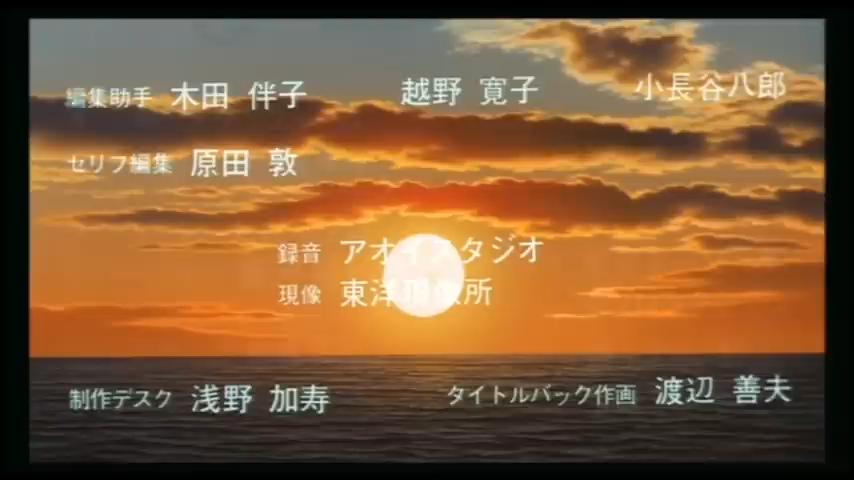 編集助手 木田 伴子 越野 寛子 小長谷八郎
セリフ編集 原田 敦
録音 アオイスタジオ
現像 東洋現像所
制作デスク 浅野 加寿
タイトルバック作画 渡辺 善夫